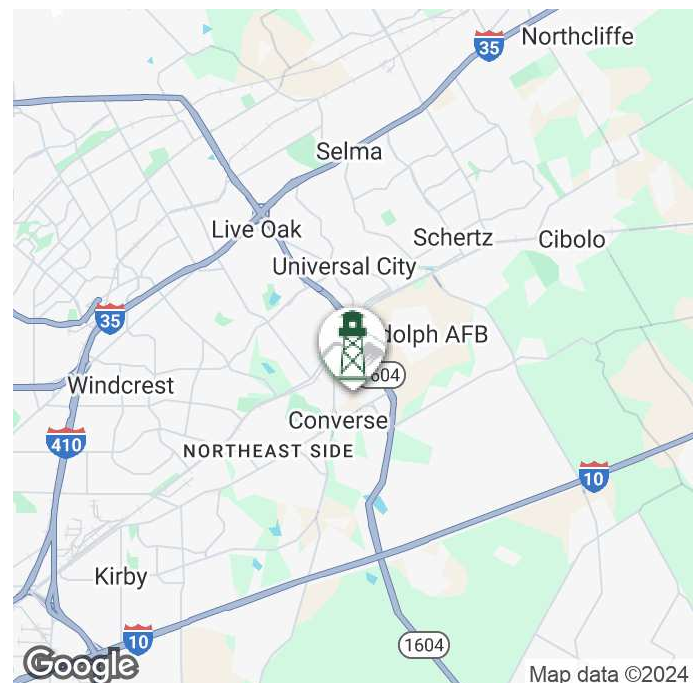 Northcliffe
35
Selma
Live Oak
Schertz
Cibolo
Universal City
35
dolph AFB
604
Windcrest
Converse
410
NORTHEAST SIDE
10
Kirby
10
1604
Google
Map data ©2024